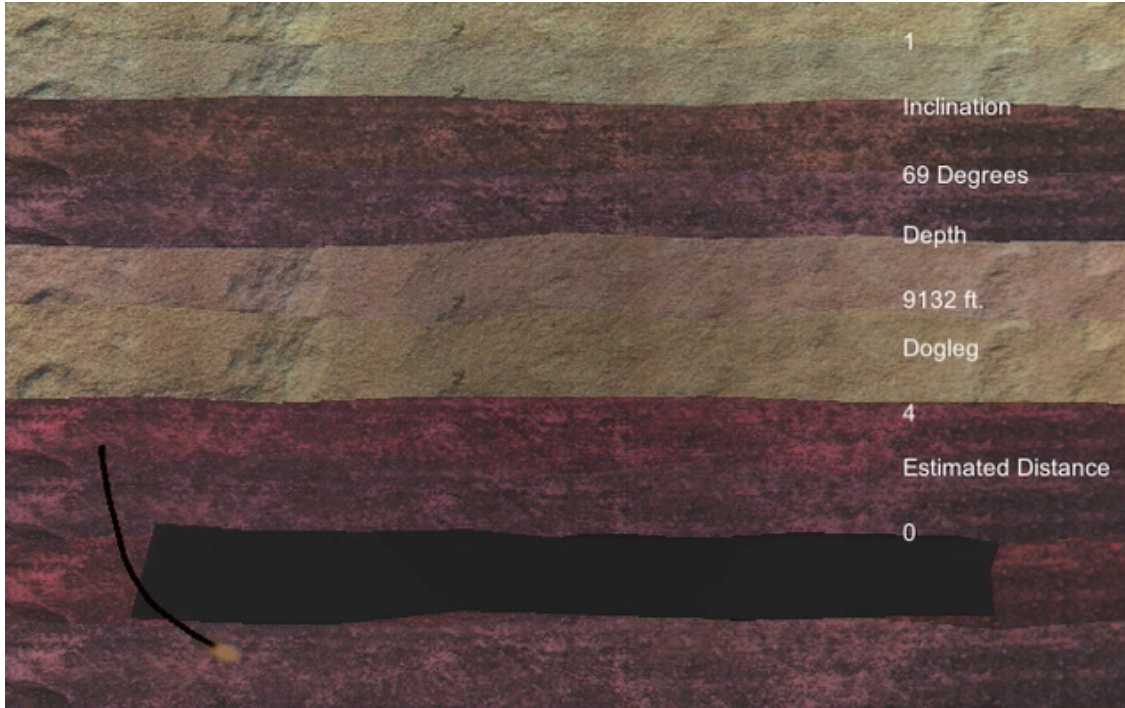 1
Inclination
69 Degrees
Depth
9132 ft.
Dogleg
4
Estimated Distance
0